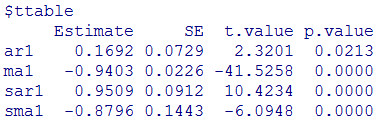 $ttable
Estimate SE t.value p.value
ar1 0.1692 0.0729 2.3201 0.0213
ma1 -0.9403 0.0226 -41.5258 0.0000
sar1 0.9509 0.0912 10.4234 0.0000
sma1 -0.8796 0.1443 -6.0948 0.0000